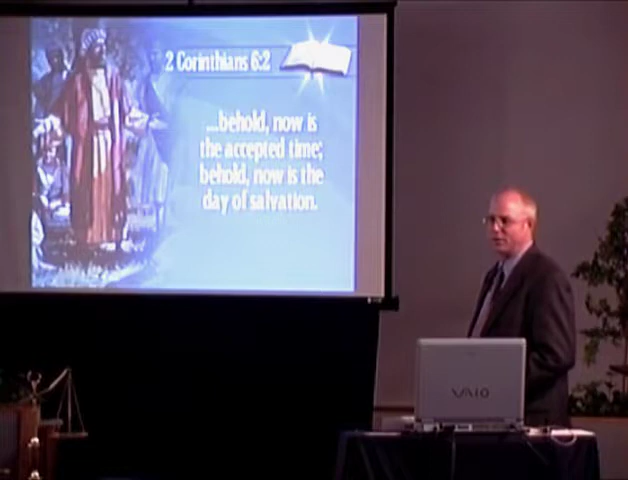 2 Corinthians 6:2
...behold, now is
the accepted time;
behold, now is the
day of salvation.
VAIO